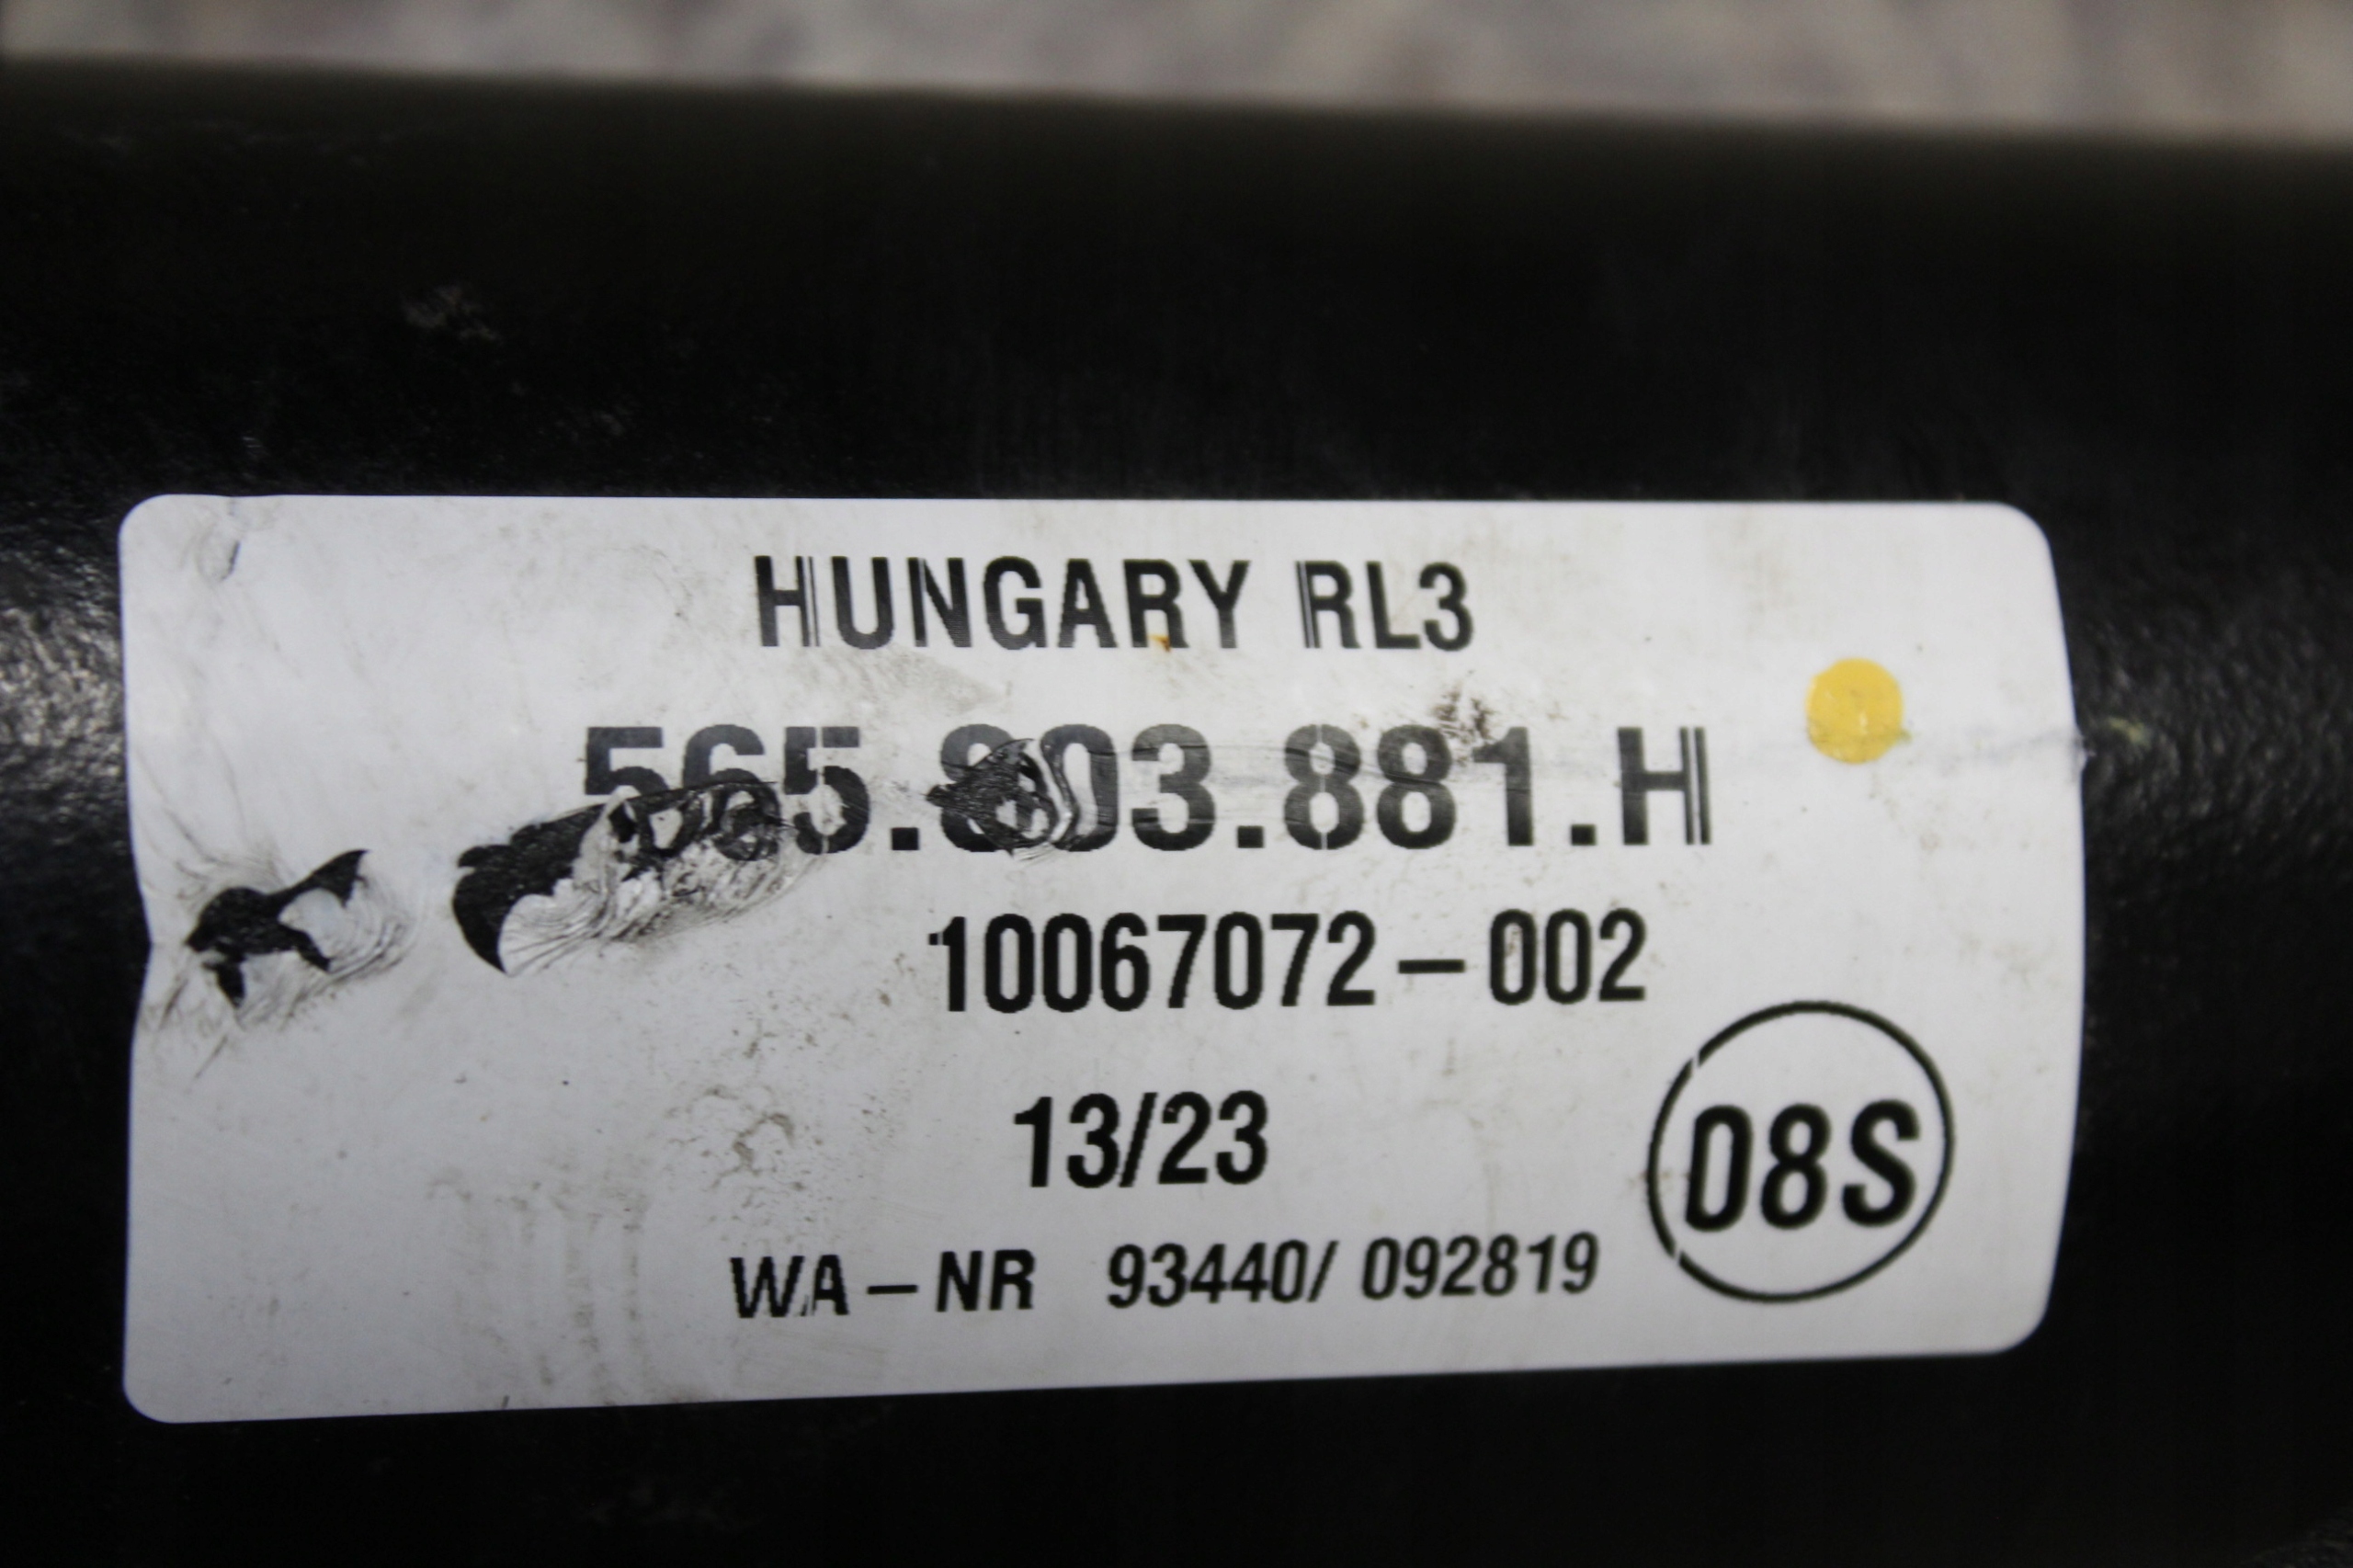 HUNGARY RL3
565.803.881.H
10067072-002
13/23
08S
WA-NR 93440/ 092819